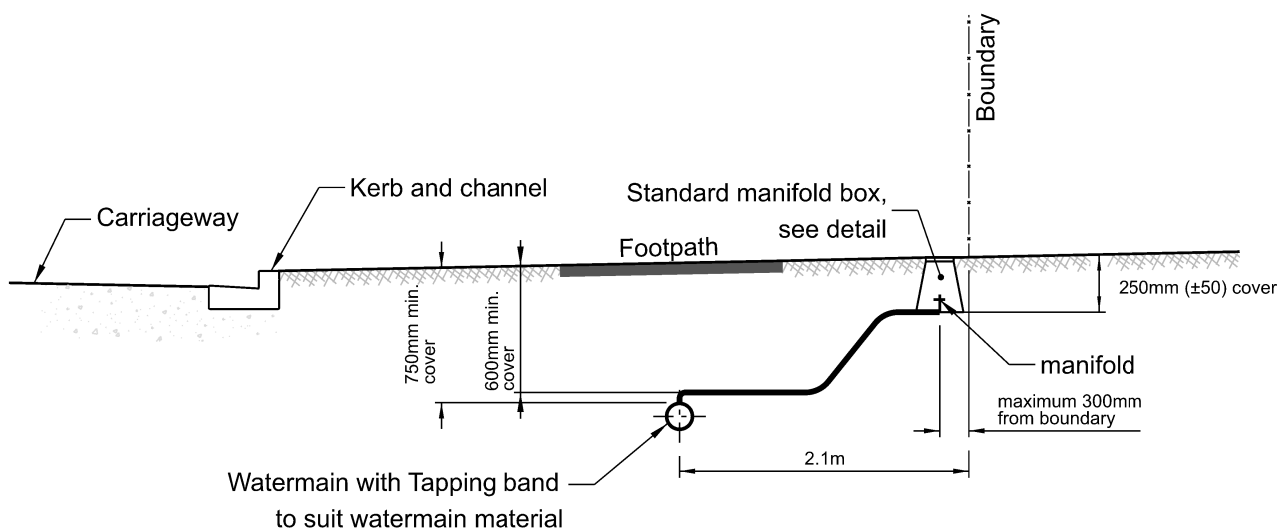 Boundary
Kerb and channel
Standard manifold box,
see detail
Carriageway
Footpath
250mm (±50) cover
750mm min.
cover
600mm min.
cover
manifold
maximum 300mm
from boundary
2.1m
Watermain with Tapping band
to suit watermain material